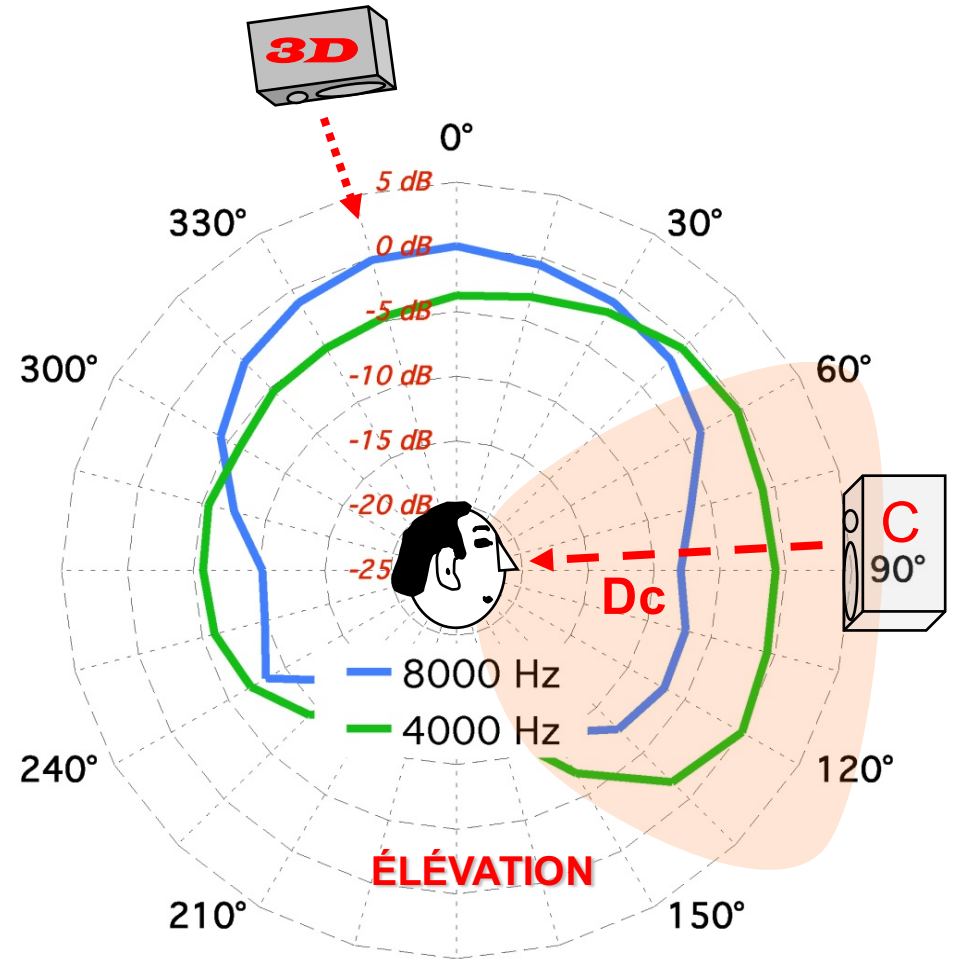 3D
0°
5 dB
330°
30°
0 dB
-5 dB
300°
-10 dB
60°
-15 dB
-20 dB
C
-25
90°
Dc
8000 Hz
4000 Hz
240°
120°
ÉLÉVATION
210°
150°